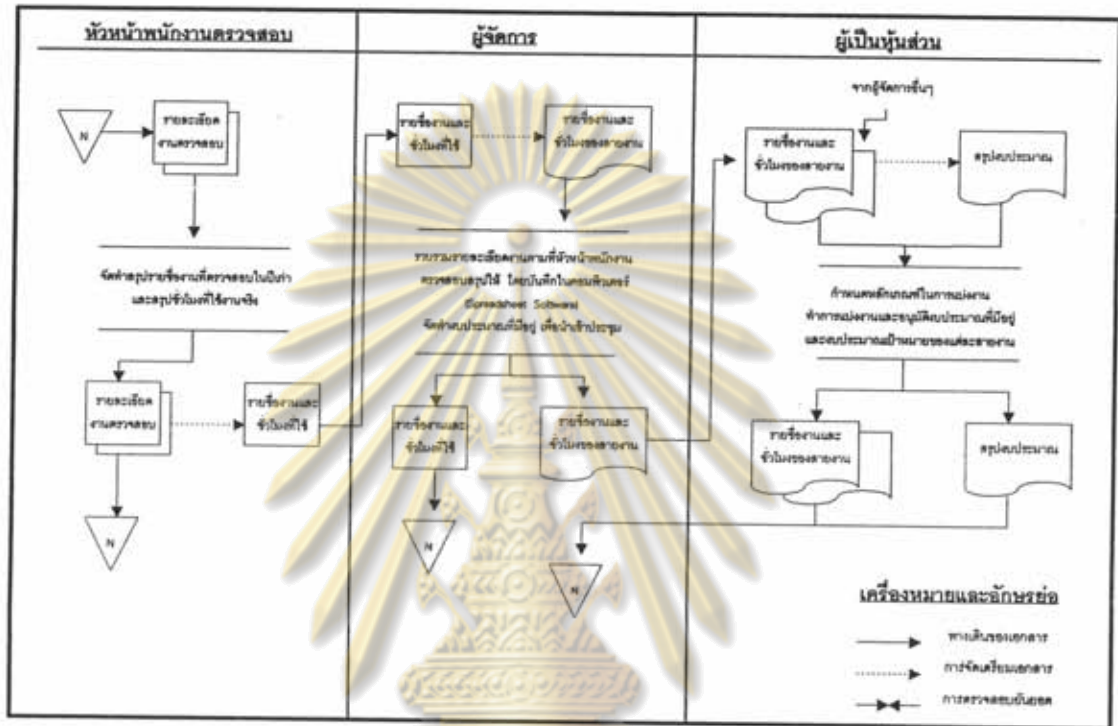 หัวหน้าพนักงานตรวจสอบ
N
รายละเอียด
งานตรวจสอบ
จัดทำสรุปรายชื่องานที่ตรวจสอบในปีเก่า
และสรุปชั่วโมงที่ใช้งานจริง
รายละเอียด
งานตรวจสอบ
รายชื่องานและ
ชั่วโมงที่ใช้
N
ผู้จัดการ
รายชื่องานและ
ชั่วโมงที่ใช้
รายชื่องานและ
ชั่วโมงของสายงาน
รวบรวมรายละเอียดงานตามที่หัวหน้าพนักงาน
ตรวจสอบสรุปให้ โดยบันทึกในคอมพิวเตอร์
(Spreadsheet Software)
จัดทำงบประมาณที่มีอยู่ เพื่อนำเข้าประชุม
รายชื่องานและ
ชั่วโมงที่ใช้
รายชื่องานและ
ชั่วโมงของสายงาน
N
N
ผู้เป็นหุ้นส่วน
จากผู้จัดการอื่นๆ
รายชื่องานและ
ชั่วโมงของสายงาน
สรุปงบประมาณ
กำหนดหลักเกณฑ์ในการแบ่งงาน
ทำการแบ่งงานและอนุมัติงบประมาณที่มีอยู่
และงบประมาณเป้าหมายของแต่ละสายงาน
รายชื่องานและ
ชั่วโมงของสายงาน
สรุปงบประมาณ
เครื่องหมายและอักษรย่อ
ทางเดินของเอกสาร
การจัดเตรียมเอกสาร
การตรวจสอบยันยอด